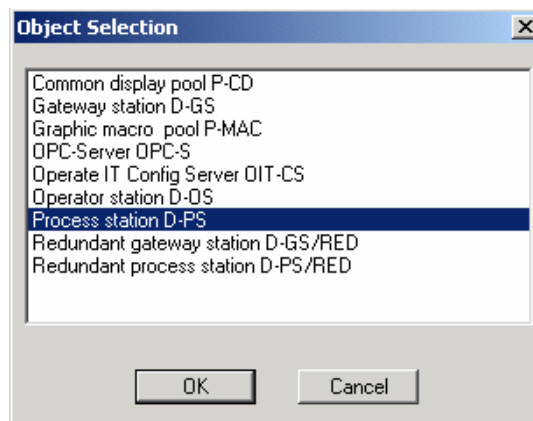 Object Selection
Common display pool P-CD
Gateway station D-GS
Graphic macro  pool P-MAC
OPC-Server OPC-S
Operate IT Config Server OIT-CS
Operator station D-OS
Process station D-PS
Redundant gateway station D-GS/RED
Redundant process station D-PS/RED
OK Cancel